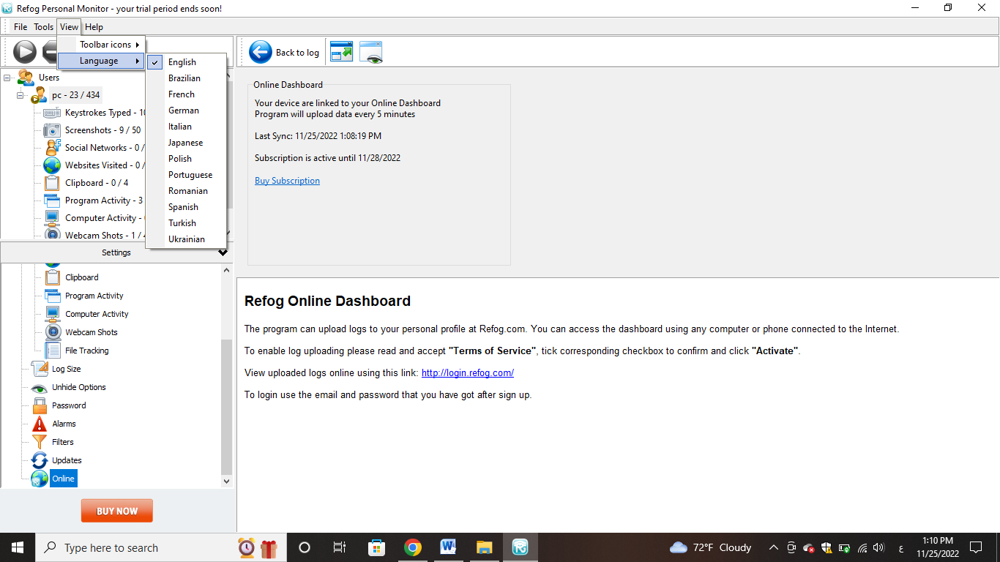 Refog Personal Monitor - your trial period ends soon!
File Tools View Help
Toolbar icons
Language
English
Brazilian
French
German
Italian
Japanese
Polish
Portuguese
Romanian
Spanish
Turkish
Ukrainian
Users
pc - 23 / 434
Keystrokes Typed -
Screenshots - 9 / 50
Social Networks - 0 /
Websites Visited - 0 /
Clipboard - 0 / 4
Program Activity - 3
Computer Activity -
Webcam Shots - 1 /
Settings
Clipboard
Program Activity
Computer Activity
Webcam Shots
File Tracking
Log Size
Unhide Options
Password
Alarms
Filters
Updates
Online
BUY NOW
Back to log
Online Dashboard
Your device are linked to your Online Dashboard
Program will upload data every 5 minutes
Last Sync: 11/25/2022 1:08:19 PM
Subscription is active until 11/28/2022
Buy Subscription
Refog Online Dashboard
The program can upload logs to your personal profile at Refog.com. You can access the dashboard using any computer or phone connected to the Internet.
To enable log uploading please read and accept "Terms of Service", tick corresponding checkbox to confirm and click "Activate".
View uploaded logs online using this link: http://login.refog.com/
To login use the email and password that you have got after sign up.
Type here to search
72°F Cloudy
ع
1:10 PM
11/25/2022